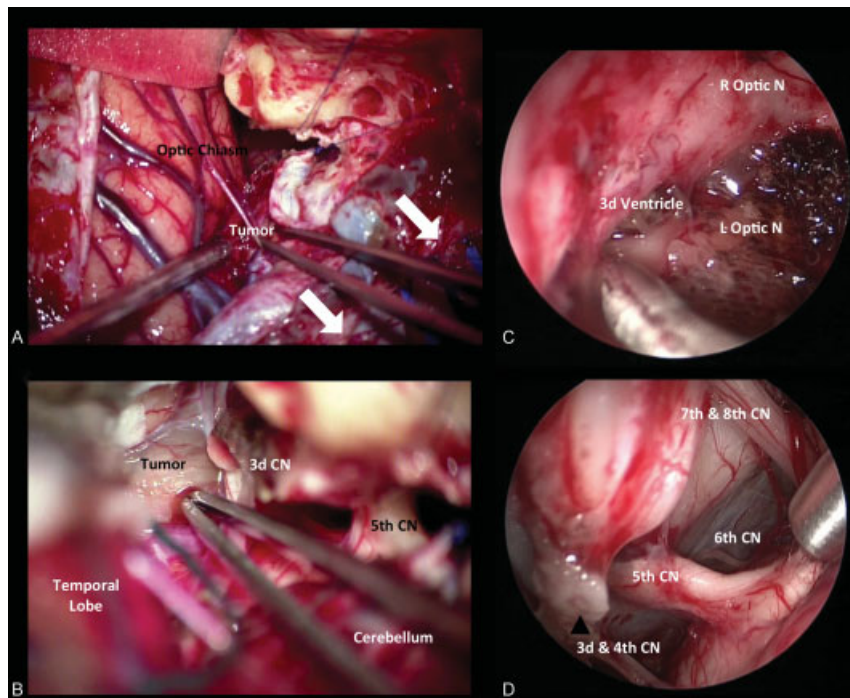 Optic Chiasm
Tumor
A
R Optic N
3d Ventricle
L Optic N
C
Tumor
3d CN
5th CN
Temporal
Lobe
Cerebellum
B
7th & 8th CN
6th CN
5th CN
3d & 4th CN
D